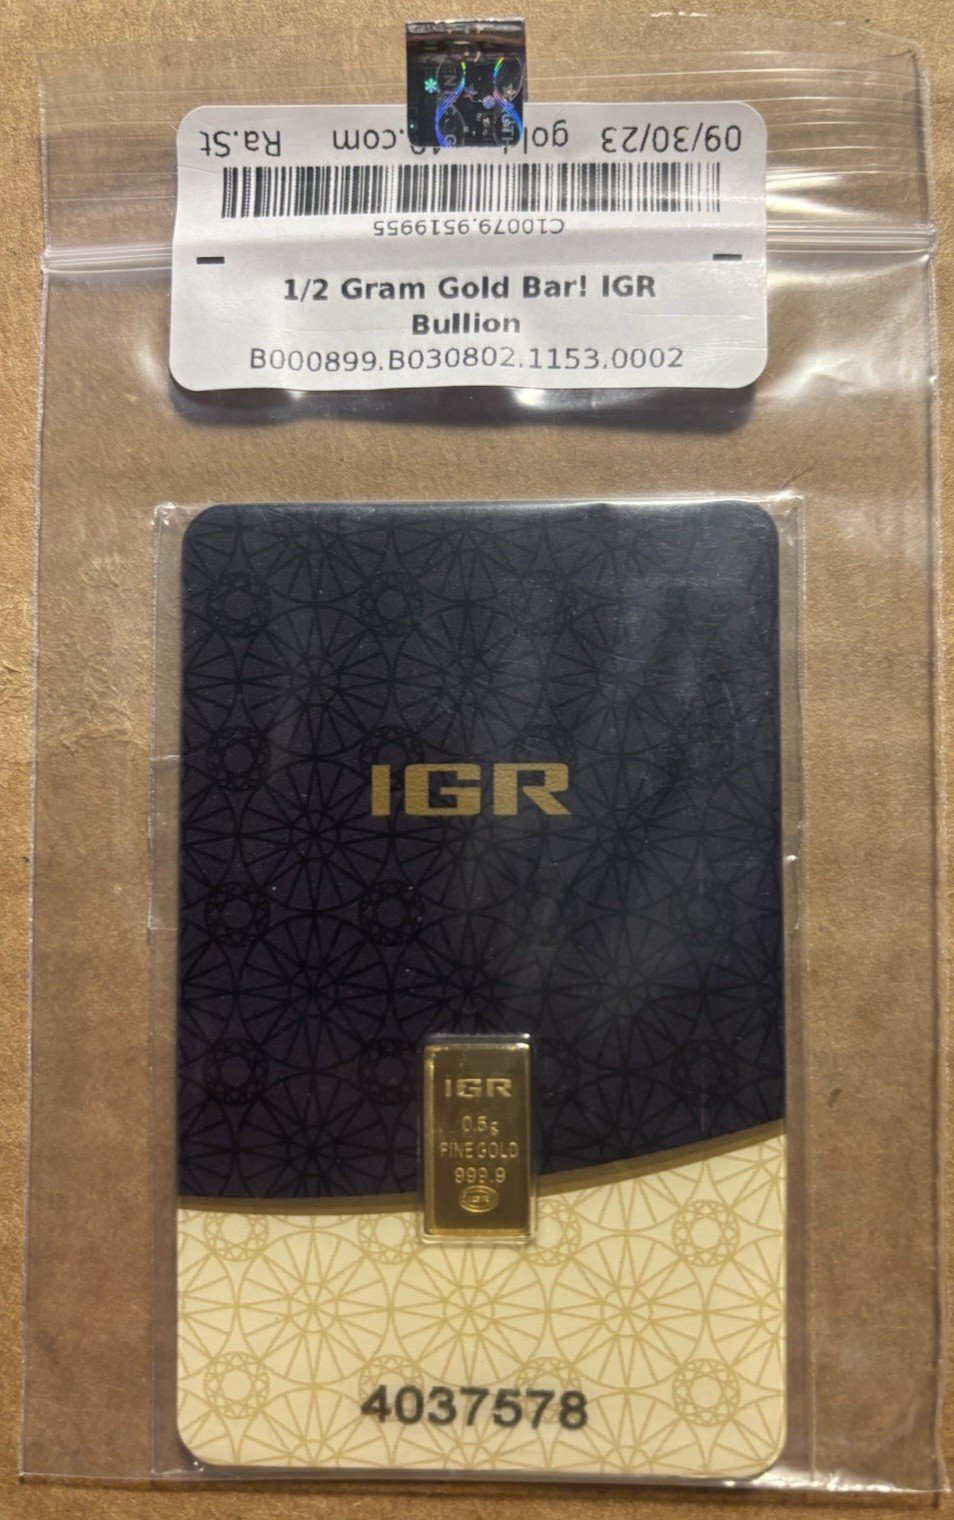 09/30/23 Ra.St
C10079.9519955
1/2 Gram Gold Bar! IGR
Bullion
B000899.B030802.1153.0002
IGR
IGR
0.5g
FINE GOLD
999.9
IGR
4037578